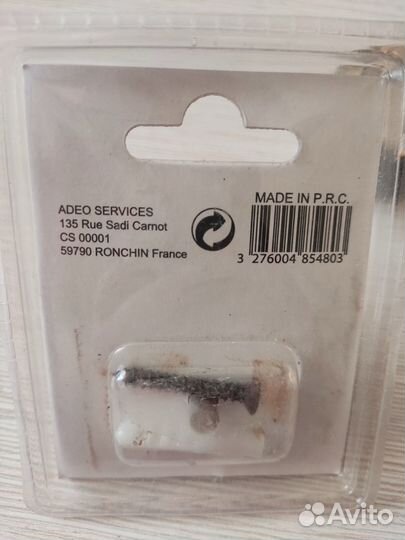 ADEO SERVICES
135 Rue Sadi Carnot
CS 00001
59790 RONCHIN France
MADE IN P.R.C.
3 276004 854803
Avito